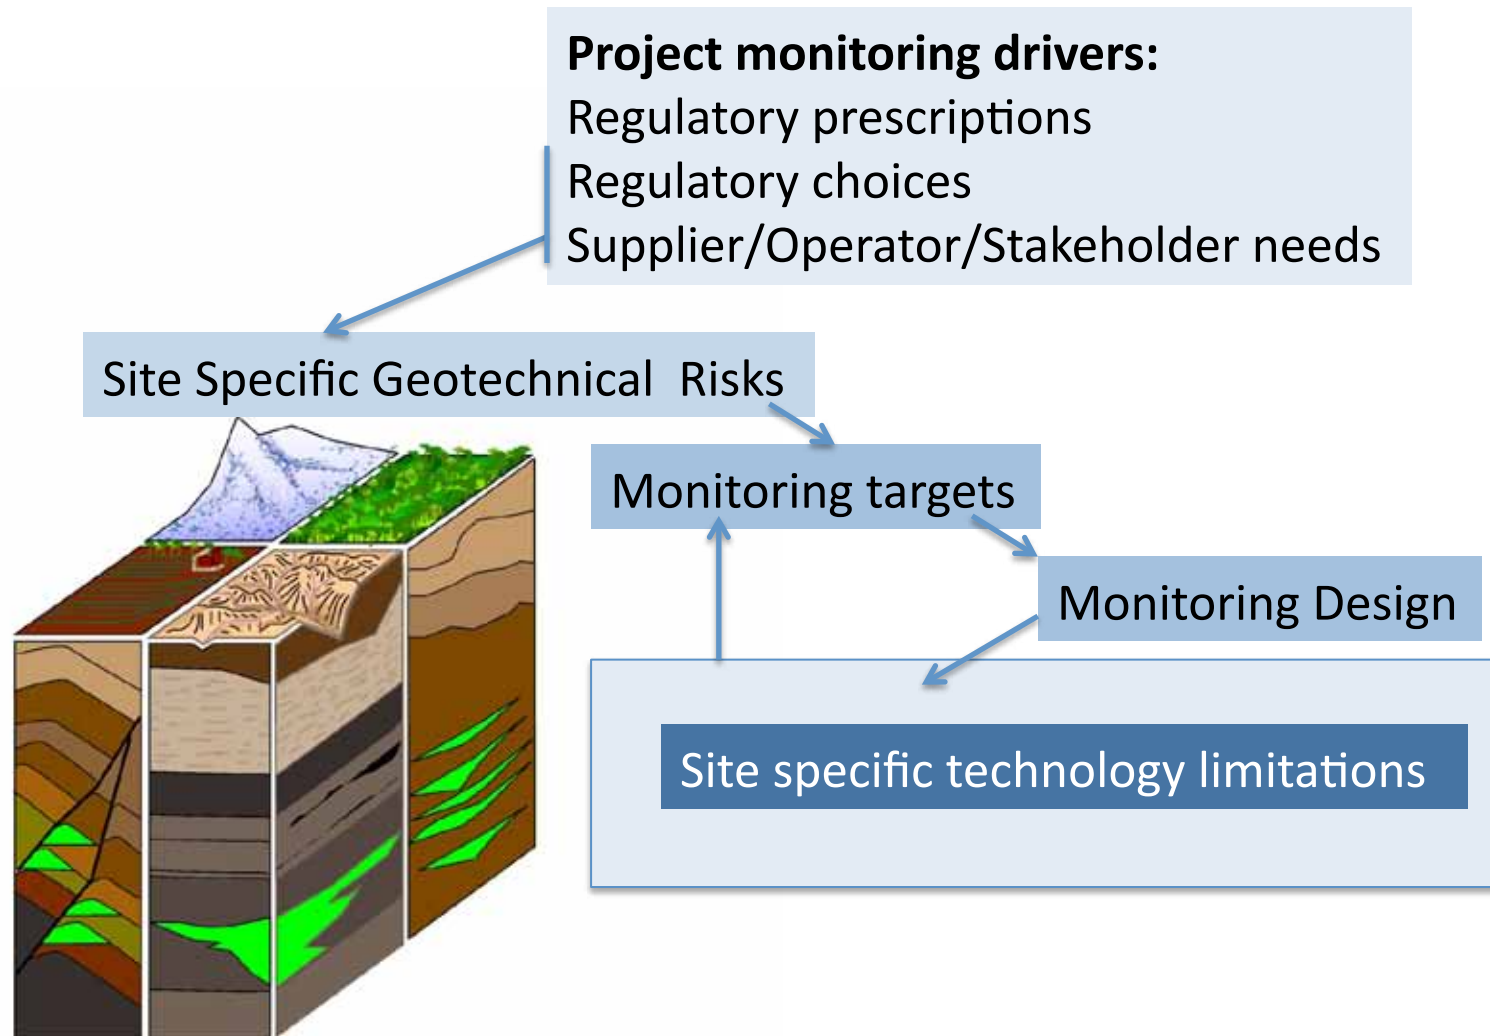 Project monitoring drivers:
Regulatory prescriptions
Regulatory choices
Supplier/Operator/Stakeholder needs
Site Specific Geotechnical  Risks
Monitoring targets
Monitoring Design
Site specific technology limitations